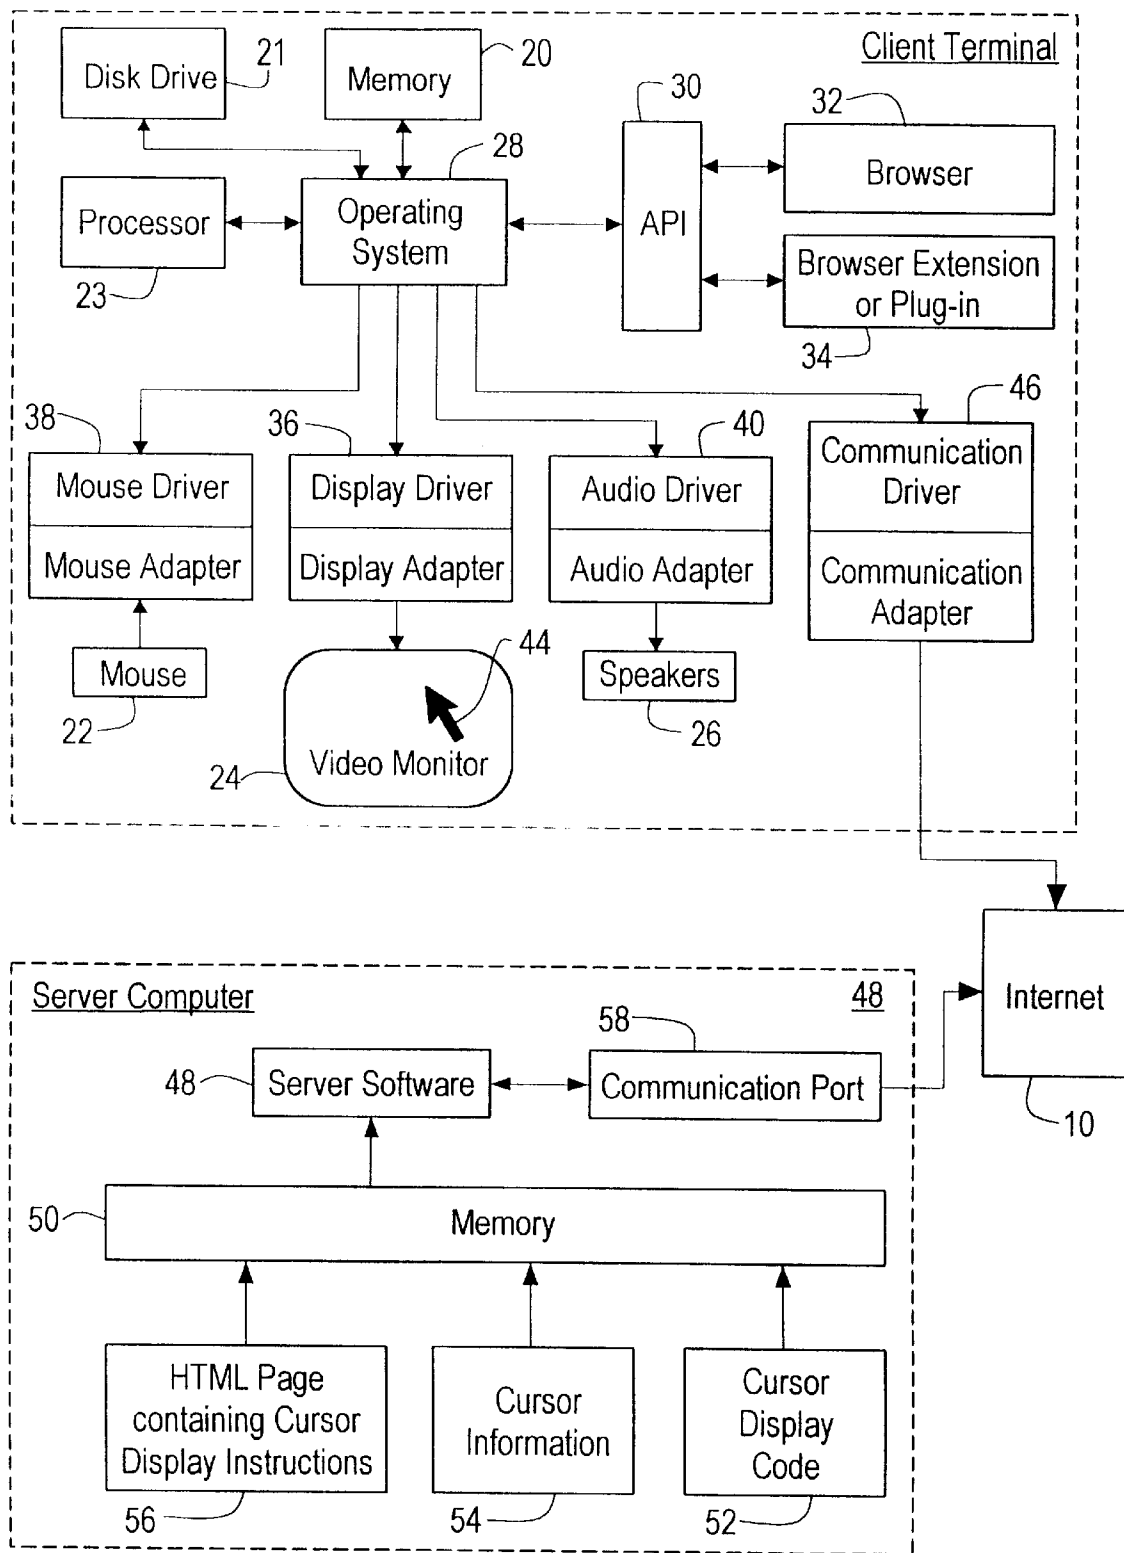 Client Terminal
Disk Drive
21
Memory
20
30
32
Browser
28
Processor
23
Operating
System
API
Browser Extension
or Plug-in
34
38
36
40
46
Mouse Driver
Mouse Adapter
Display Driver
Display Adapter
Audio Driver
Audio Adapter
Communication
Driver
Communication
Adapter
Mouse
22
44
Video Monitor
24
Speakers
26
Internet
10
Server Computer
48
58
48
Server Software
Communication Port
50
Memory
HTML Page
containing Cursor
Display Instructions
56
Cursor
Information
54
Cursor
Display
Code
52